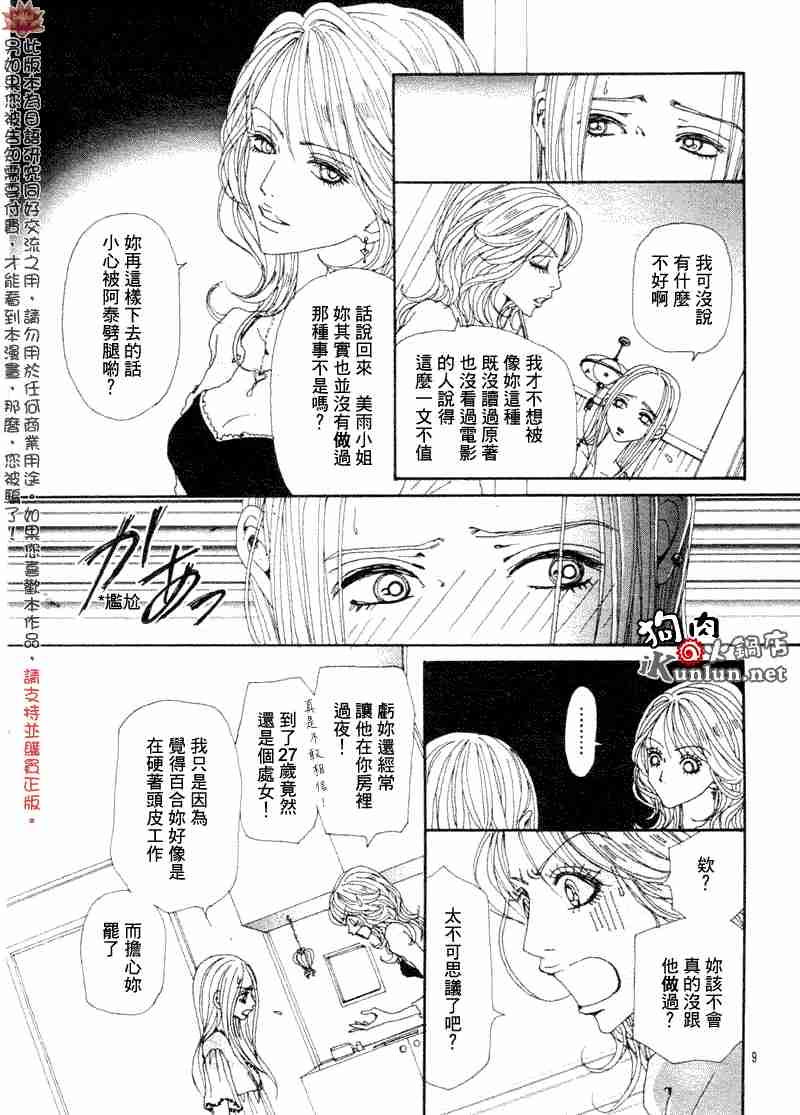 我可沒說
有什麼
不好啊
我才不想被
像妳這種
既沒讀過原著
也沒看過電影
的人說得
這麼一文不值
話說回來 美雨小姐
妳其實也並沒有做過
那種事不是嗎?
妳再這樣下去的話
小心被阿泰劈腿喲?
かあっ
*尷尬
狗肉火鍋店
iKunlun.net
………
欸?
妳該不會
真的沒跟
他做過?
太不可思議了吧?
虧妳還經常
讓他在你房裡
過夜!
到了27歲竟然
還是個處女!
真是不敢相信!
我只是因為
覺得百合妳好像是
在硬著頭皮工作
而擔心妳
罷了
9
此版本為日語研究同好交流之用,請勿用於任何商業用途。如果您喜歡本作品,請支持並購買正版。
另如果您被告知需要付費,才能看到本漫畫,那麼,您被騙了!